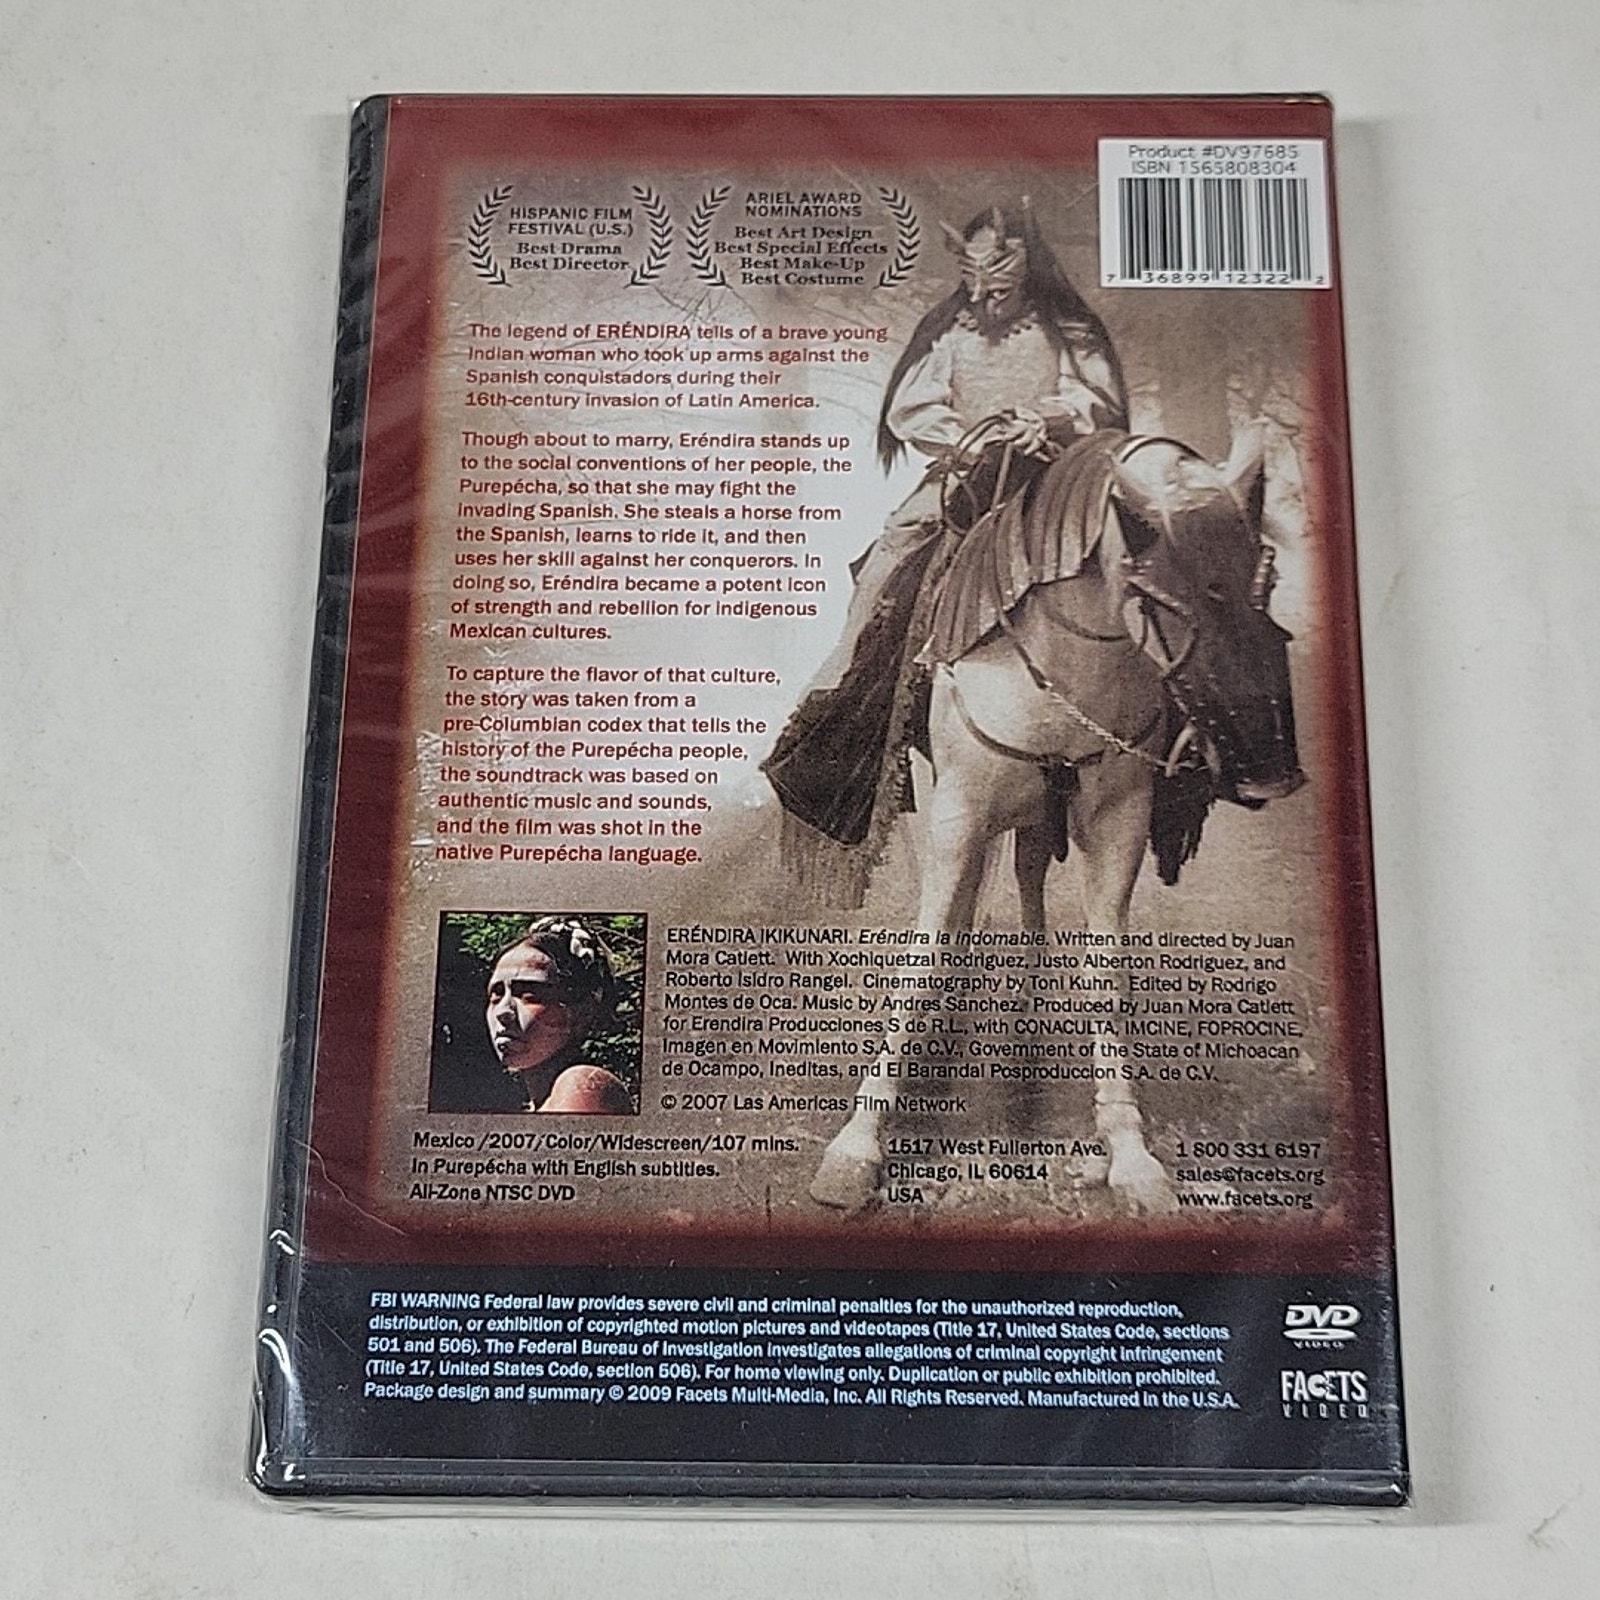 Product #DV97685
ISBN 1565808304
7 36899 12322 2
HISPANIC FILM
FESTIVAL (U.S.)
Best Drama
Best Director
ARIEL AWARD
NOMINATIONS
Best Art Design
Best Special Effects
Best Make-Up
Best Costume
The legend of ERÉNDIRA tells of a brave young
Indian woman who took up arms against the
Spanish conquistadors during their
16th-century invasion of Latin America.
Though about to marry, Eréndira stands up
to the social conventions of her people, the
Purepécha, so that she may fight the
invading Spanish. She steals a horse from
the Spanish, learns to ride it, and then
uses her skill against her conquerors. In
doing so, Eréndira became a potent icon
of strength and rebellion for indigenous
Mexican cultures.
To capture the flavor of that culture,
the story was taken from a
pre-Columbian codex that tells the
history of the Purepécha people,
the soundtrack was based on
authentic music and sounds,
and the film was shot in the
native Purepécha language.
ERÉNDIRA IKIKUNARI. Eréndira la indomable. Written and directed by Juan
Mora Catlett. With Xochiquetzal Rodriguez, Justo Alberton Rodriguez, and
Roberto Isidro Rangel. Cinematography by Toni Kuhn. Edited by Rodrigo
Montes de Oca. Music by Andres Sanchez. Produced by Juan Mora Catlett
for Erendira Producciones S de R.L., with CONACULTA, IMCINE, FOPROCINE,
Imagen en Movimiento S.A. de C.V., Government of the State of Michoacan
de Ocampo, Ineditas, and El Barandal Posproduccion S.A. de C.V.
© 2007 Las Americas Film Network
Mexico/2007/Color/Widescreen/107 mins.
In Purepécha with English subtitles.
All-Zone NTSC DVD
1517 West Fullerton Ave.
Chicago, IL 60614
USA
1 800 331 6197
sales@facets.org
www.facets.org
FBI WARNING Federal law provides severe civil and criminal penalties for the unauthorized reproduction,
distribution, or exhibition of copyrighted motion pictures and videotapes (Title 17, United States Code, sections
501 and 506). The Federal Bureau of Investigation investigates allegations of criminal copyright infringement
(Title 17, United States Code, section 506). For home viewing only. Duplication or public exhibition prohibited.
Package design and summary © 2009 Facets Multi-Media, Inc. All Rights Reserved. Manufactured in the U.S.A.
DVD
VIDEO
FACETS
VIDEO